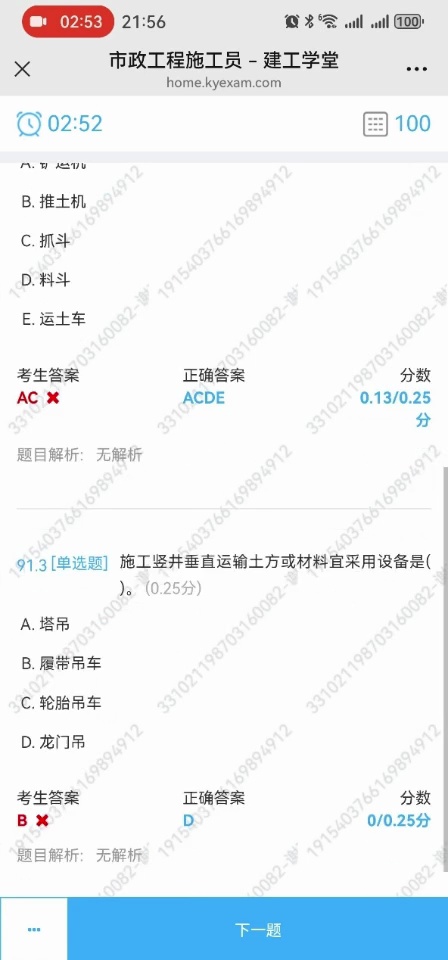 02:53 21:56 100
市政工程施工员 – 建工学堂
home.kyexam.com
02:52 100
A. 矿运机
B. 推土机
C. 抓斗
D. 料斗
E. 运土车
考生答案 正确答案 分数
AC ACDE 0.13/0.25
分
题目解析: 无解析
91.3 [单选题] 施工竖井垂直运输土方或材料宜采用设备是(
)。 (0.25分)
A. 塔吊
B. 履带吊车
C. 轮胎吊车
D. 龙门吊
考生答案 正确答案 分数
B D 0/0.25分
题目解析: 无解析
下一题